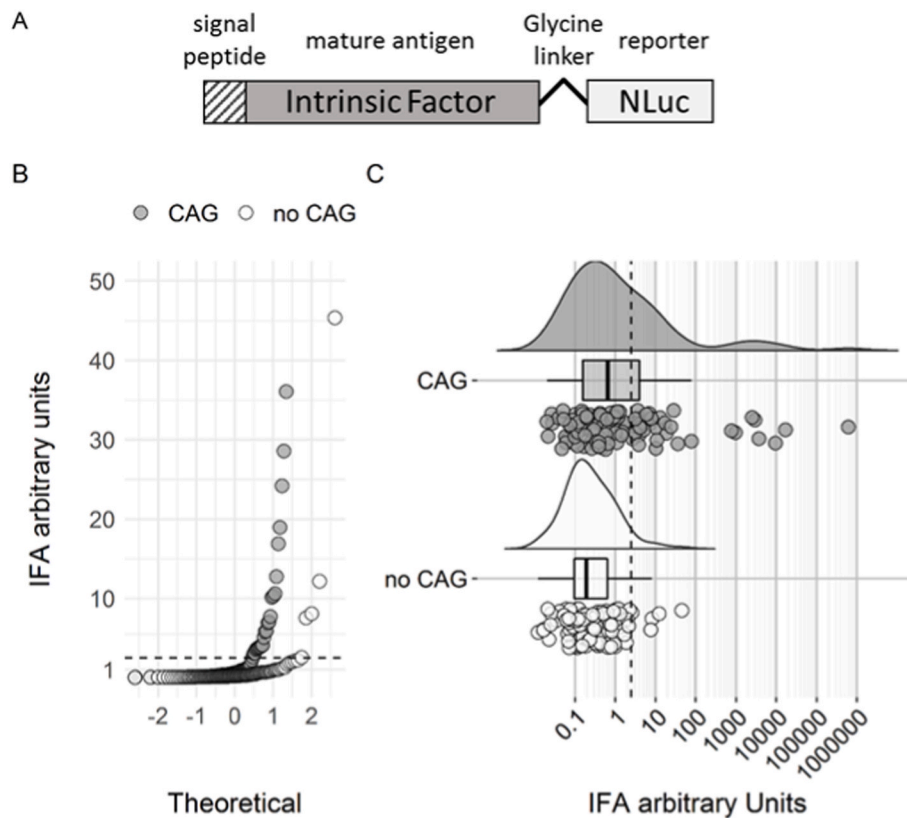 A
signal
peptide
mature antigen
Glycine
linker
reporter
Intrinsic Factor
NLuc
B
CAG
no CAG
IFA arbitrary units
50
40
30
20
10
1
-2 -1 0 1 2
Theoretical
C
CAG
no CAG
0.1 1 10 100 1000 10000 100000 1000000
IFA arbitrary Units